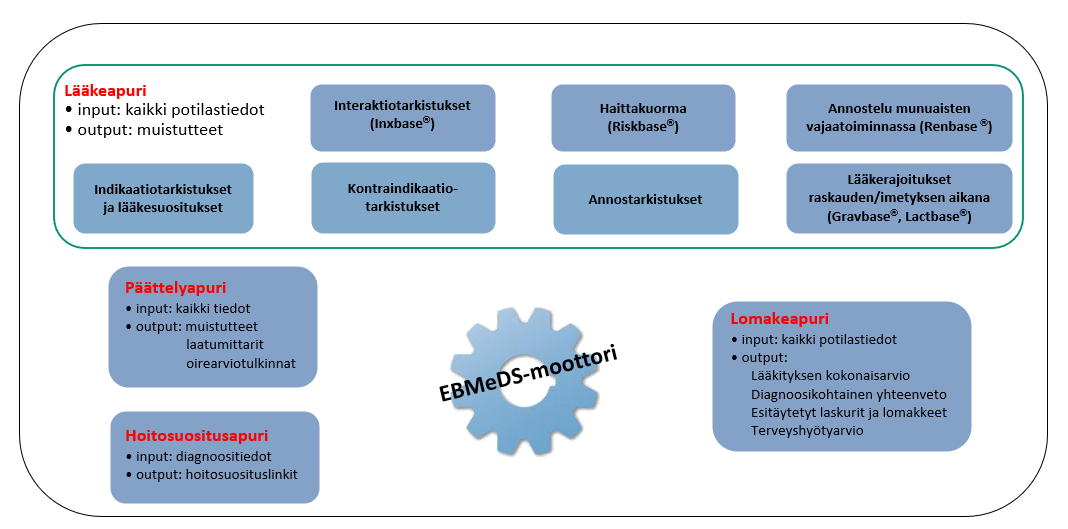 Lääkeapuri
• input: kaikki potilastiedot
• output: muistutteet
Interaktiotarkistukset
(Inxbase®)
Haittakuorma
(Riskbase®)
Annostelu munuaisten
vajaatoiminnassa (Renbase ®)
Indikaatiotarkistukset
ja lääkesuositukset
Kontraindikaatio-
tarkistukset
Annostarkistukset
Lääkerajoitukset
raskauden/imetyksen aikana
(Gravbase®, Lactbase®)
Päättelyapuri
• input: kaikki tiedot
• output: muistutteet
laatumittarit
oirearviotulkinnat
Hoitosuositusapuri
• input: diagnoositiedot
• output: hoitosuosituslinkit
EBMeDS-moottori
Lomakeapuri
• input: kaikki potilastiedot
• output:
Lääkityksen kokonaisarvio
Diagnoosikohtainen yhteenveto
Esitäytetyt laskurit ja lomakkeet
Terveyshyötyarvio